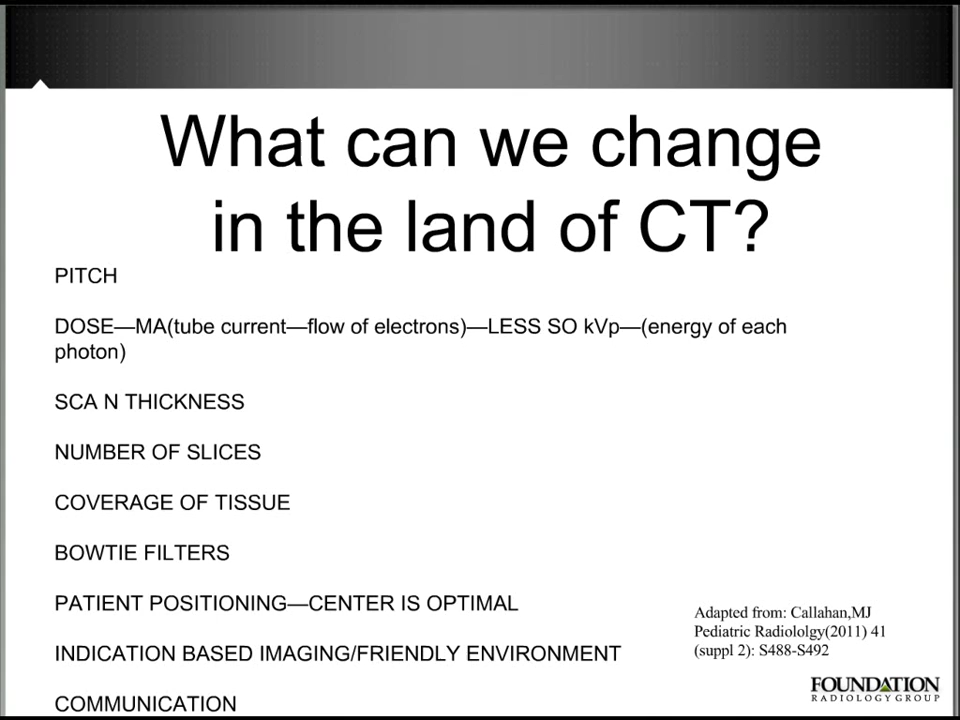 What can we change
in the land of CT?
PITCH
DOSE—MA(tube current—flow of electrons)—LESS SO kVp—(energy of each
photon)
SCA N THICKNESS
NUMBER OF SLICES
COVERAGE OF TISSUE
BOWTIE FILTERS
PATIENT POSITIONING—CENTER IS OPTIMAL
INDICATION BASED IMAGING/FRIENDLY ENVIRONMENT
COMMUNICATION
Adapted from: Callahan,MJ
Pediatric Radiololgy(2011) 41
(suppl 2): S488-S492
FOUNDATION
RADIOLOGY GROUP